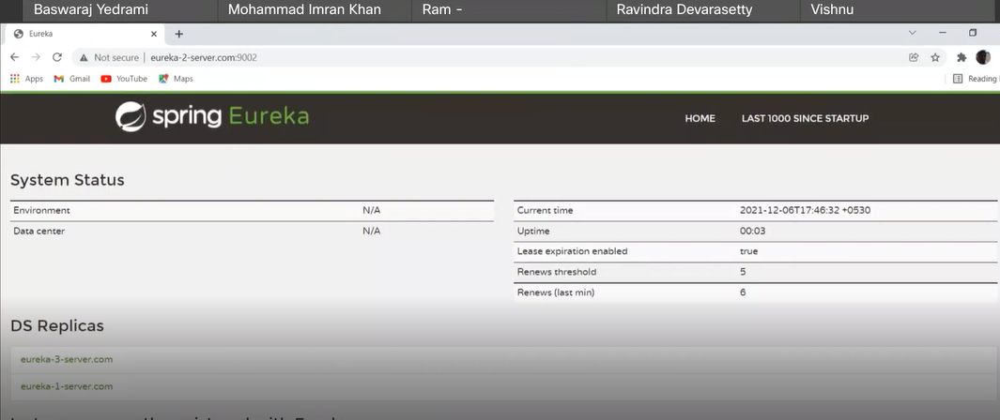 Baswaraj Yedrami Mohammad Imran Khan Ram - Ravindra Devarasetty Vishnu
Eureka
Not secure | eureka-2-server.com:9002
Apps Gmail YouTube Maps Reading
spring Eureka HOME LAST 1000 SINCE STARTUP
System Status
Environment N/A Current time 2021-12-06T17:46:32 +0530
Data center N/A Uptime 00:03
Lease expiration enabled true
Renews threshold 5
Renews (last min) 6
DS Replicas
eureka-3-server.com
eureka-1-server.com